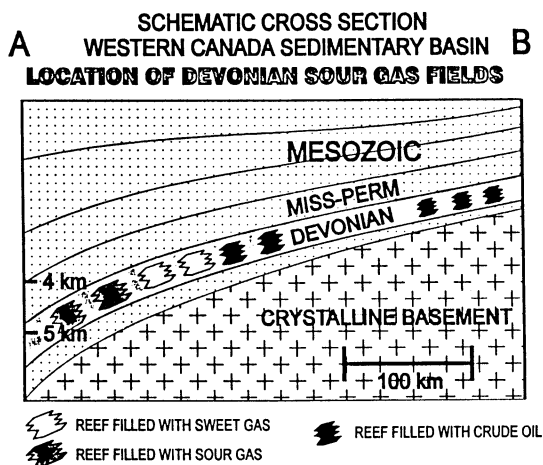 SCHEMATIC CROSS SECTION
A WESTERN CANADA SEDIMENTARY BASIN B
LOCATION OF DEVONIAN SOUR GAS FIELDS
MESOZOIC
MISS-PERM
DEVONIAN
4 km
5 km
CRYSTALLINE BASEMENT
100 km
REEF FILLED WITH SWEET GAS
REEF FILLED WITH CRUDE OIL
REEF FILLED WITH SOUR GAS